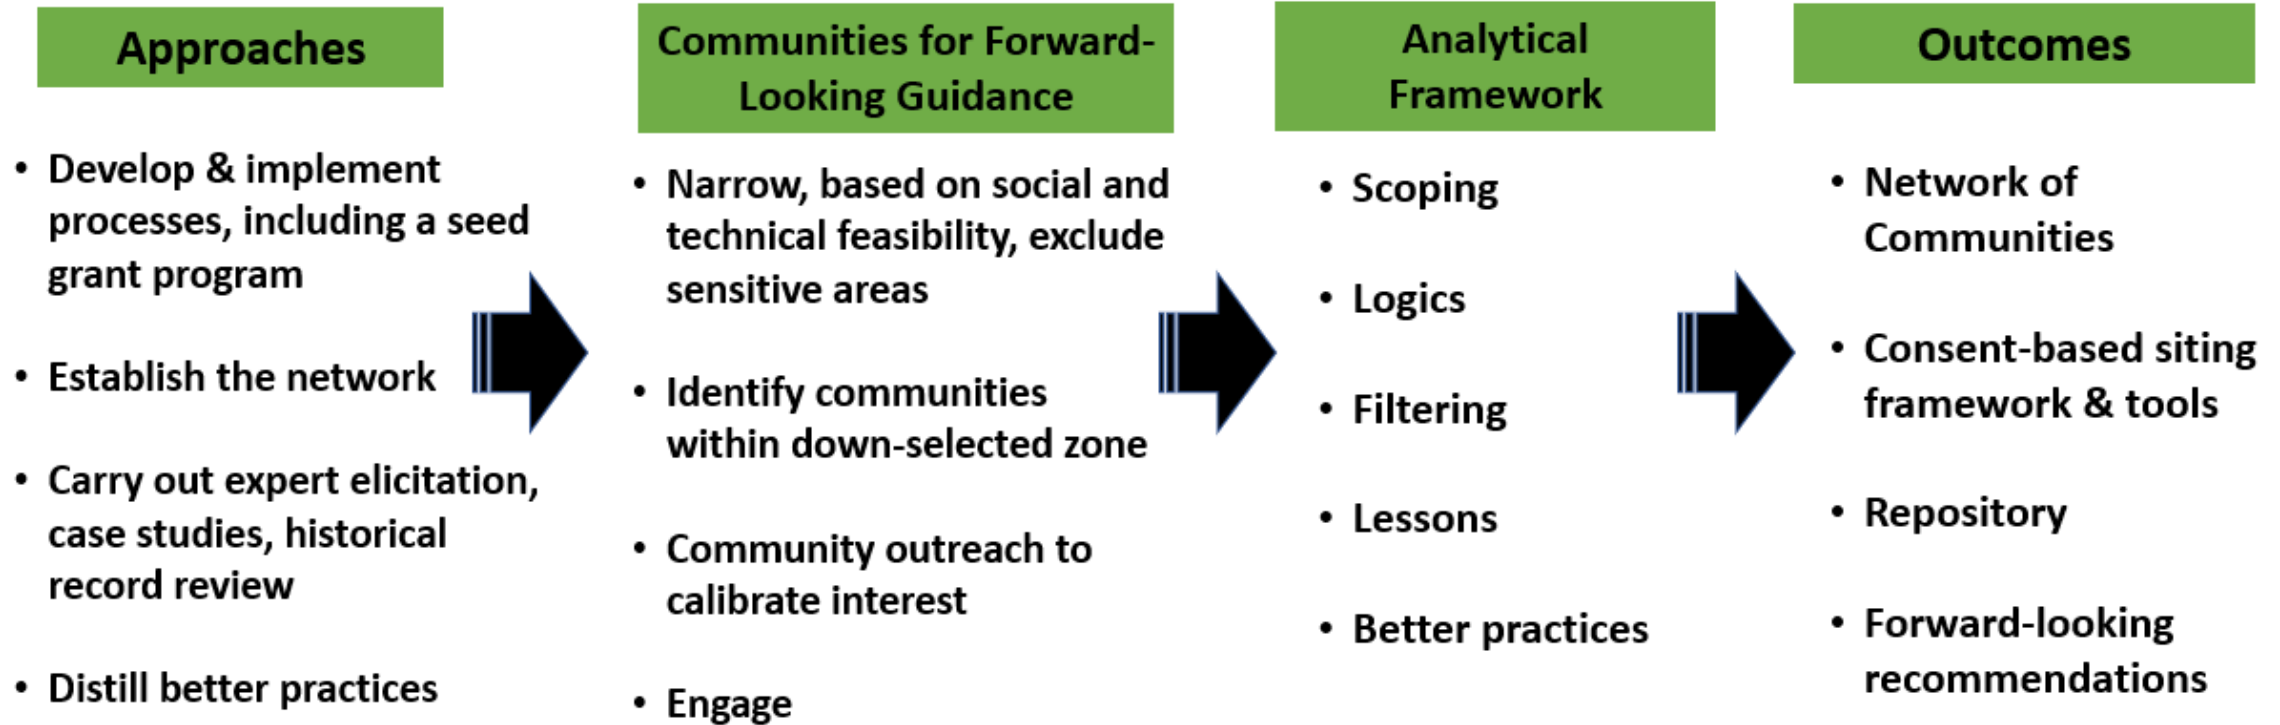 Approaches
• Develop & implement
processes, including a seed
grant program
• Establish the network
• Carry out expert elicitation,
case studies, historical
record review
• Distill better practices
Communities for Forward-
Looking Guidance
• Narrow, based on social and
technical feasibility, exclude
sensitive areas
• Identify communities
within down-selected zone
• Community outreach to
calibrate interest
• Engage
Analytical
Framework
• Scoping
• Logics
• Filtering
• Lessons
• Better practices
Outcomes
• Network of
Communities
• Consent-based siting
framework & tools
• Repository
• Forward-looking
recommendations